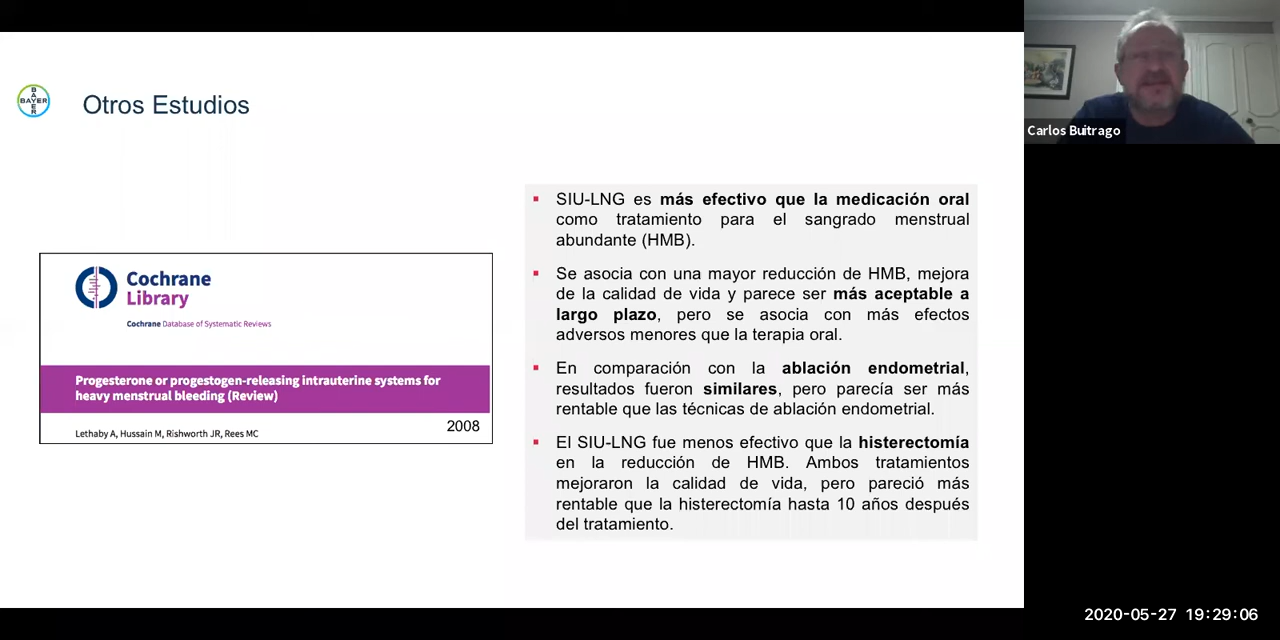 BAYER
BAYER
Otros Estudios
Carlos Buitrago
Cochrane
Library
Cochrane Database of Systematic Reviews
Progesterone or progestogen-releasing intrauterine systems for
heavy menstrual bleeding (Review)
2008
Lethaby A, Hussain M, Rishworth JR, Rees MC
▪ SIU-LNG es más efectivo que la medicación oral
como tratamiento para el sangrado menstrual
abundante (HMB).
▪ Se asocia con una mayor reducción de HMB, mejora
de la calidad de vida y parece ser más aceptable a
largo plazo, pero se asocia con más efectos
adversos menores que la terapia oral.
▪ En comparación con la ablación endometrial,
resultados fueron similares, pero parecía ser más
rentable que las técnicas de ablación endometrial.
▪ El SIU-LNG fue menos efectivo que la histerectomía
en la reducción de HMB. Ambos tratamientos
mejoraron la calidad de vida, pero pareció más
rentable que la histerectomía hasta 10 años después
del tratamiento.
2020-05-27 19:29:06